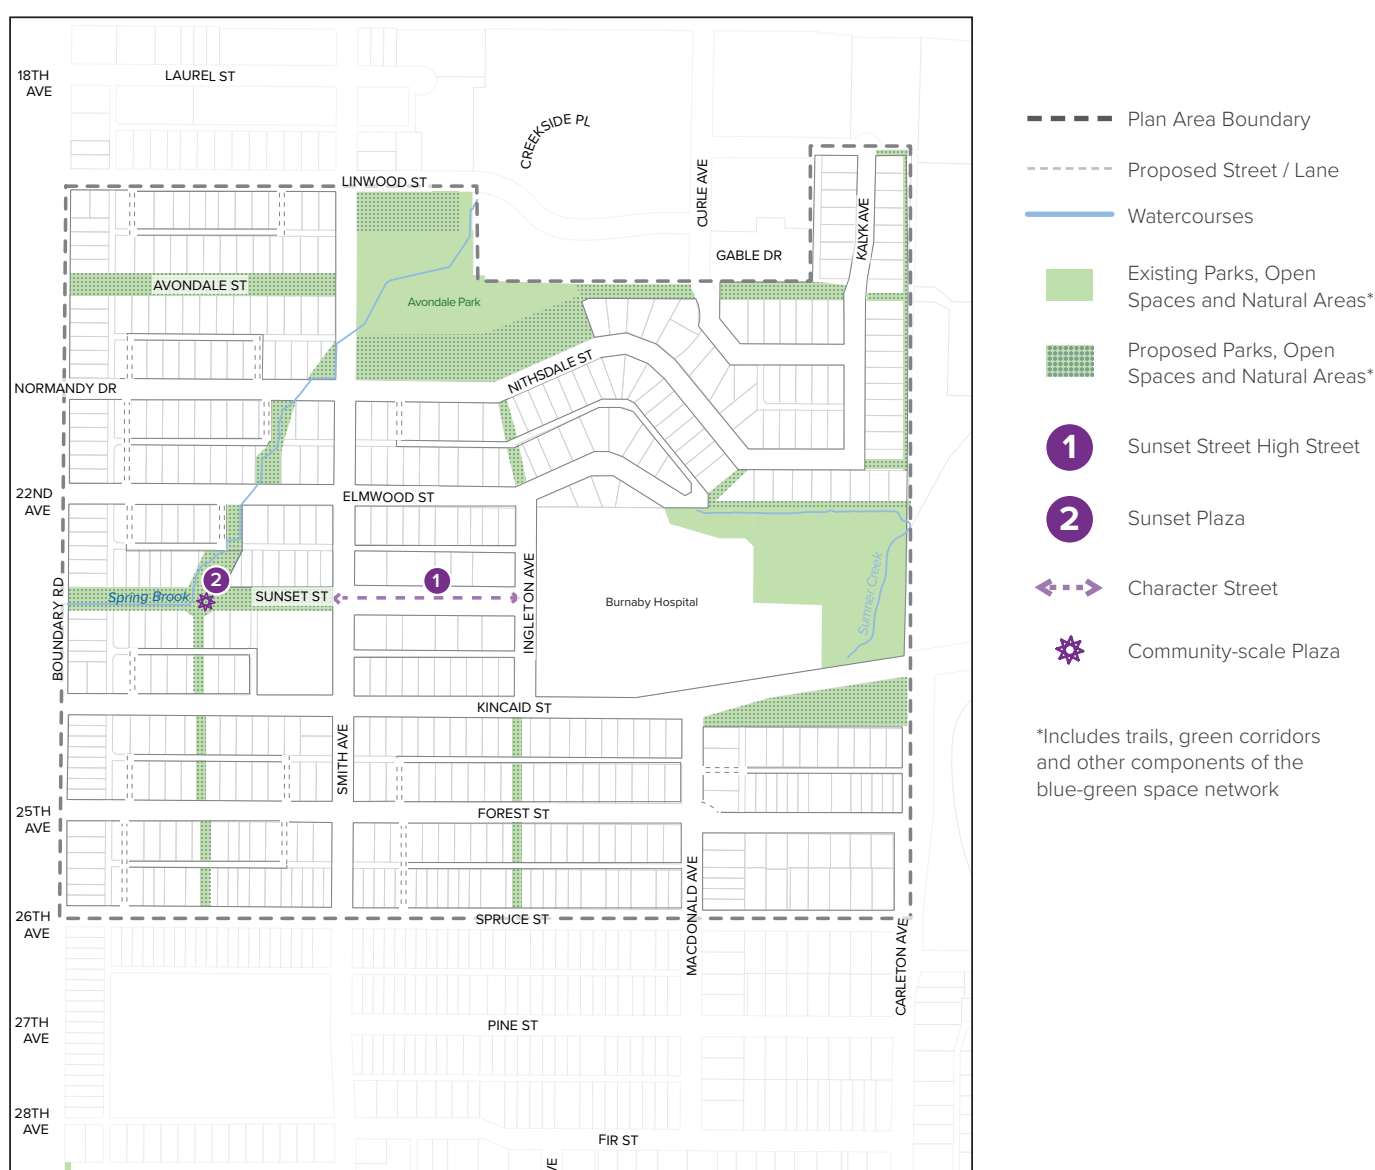 18TH
AVE
LAUREL ST
CREEKSIDE PL
LINWOOD ST
CURLE AVE
KALYK AVE
GABLE DR
AVONDALE ST
Avondale Park
NITHSDALE ST
NORMANDY DR
22ND
AVE
ELMWOOD ST
BOUNDARY RD
Spring Brook
2
SUNSET ST
1
INGLETON AVE
Burnaby Hospital
Sumner Creek
KINCAID ST
SMITH AVE
25TH
AVE
FOREST ST
MACDONALD AVE
26TH
AVE
SPRUCE ST
CARLETON AVE
27TH
AVE
PINE ST
28TH
AVE
FIR ST
VE
Plan Area Boundary
Proposed Street / Lane
Watercourses
Existing Parks, Open
Spaces and Natural Areas*
Proposed Parks, Open
Spaces and Natural Areas*
1 Sunset Street High Street
2 Sunset Plaza
Character Street
Community-scale Plaza
*Includes trails, green corridors
and other components of the
blue-green space network